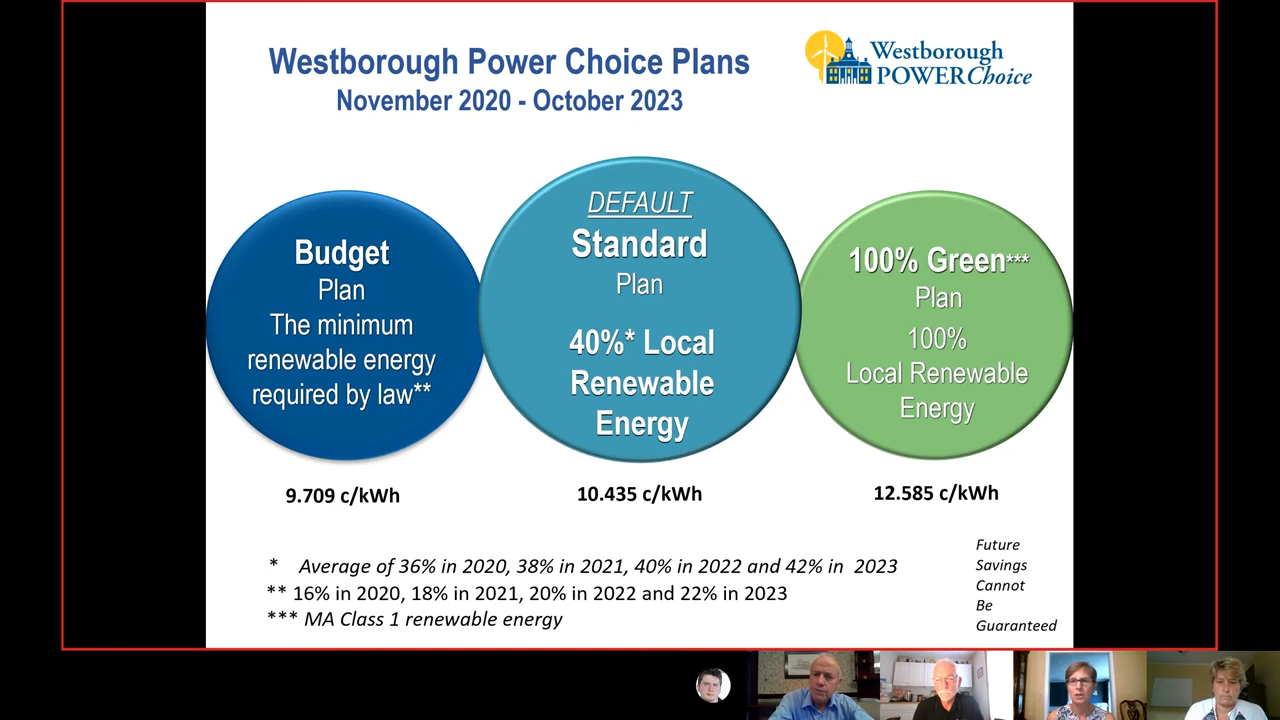 Westborough Power Choice Plans
November 2020 - October 2023
Westborough
POWERChoice
Budget
Plan
The minimum
renewable energy
required by law**
9.709 c/kWh
DEFAULT
Standard
Plan
40%* Local
Renewable
Energy
10.435 c/kWh
100% Green***
Plan
100%
Local Renewable
Energy
12.585 c/kWh
* Average of 36% in 2020, 38% in 2021, 40% in 2022 and 42% in 2023
** 16% in 2020, 18% in 2021, 20% in 2022 and 22% in 2023
*** MA Class 1 renewable energy
Future
Savings
Cannot
Be
Guaranteed